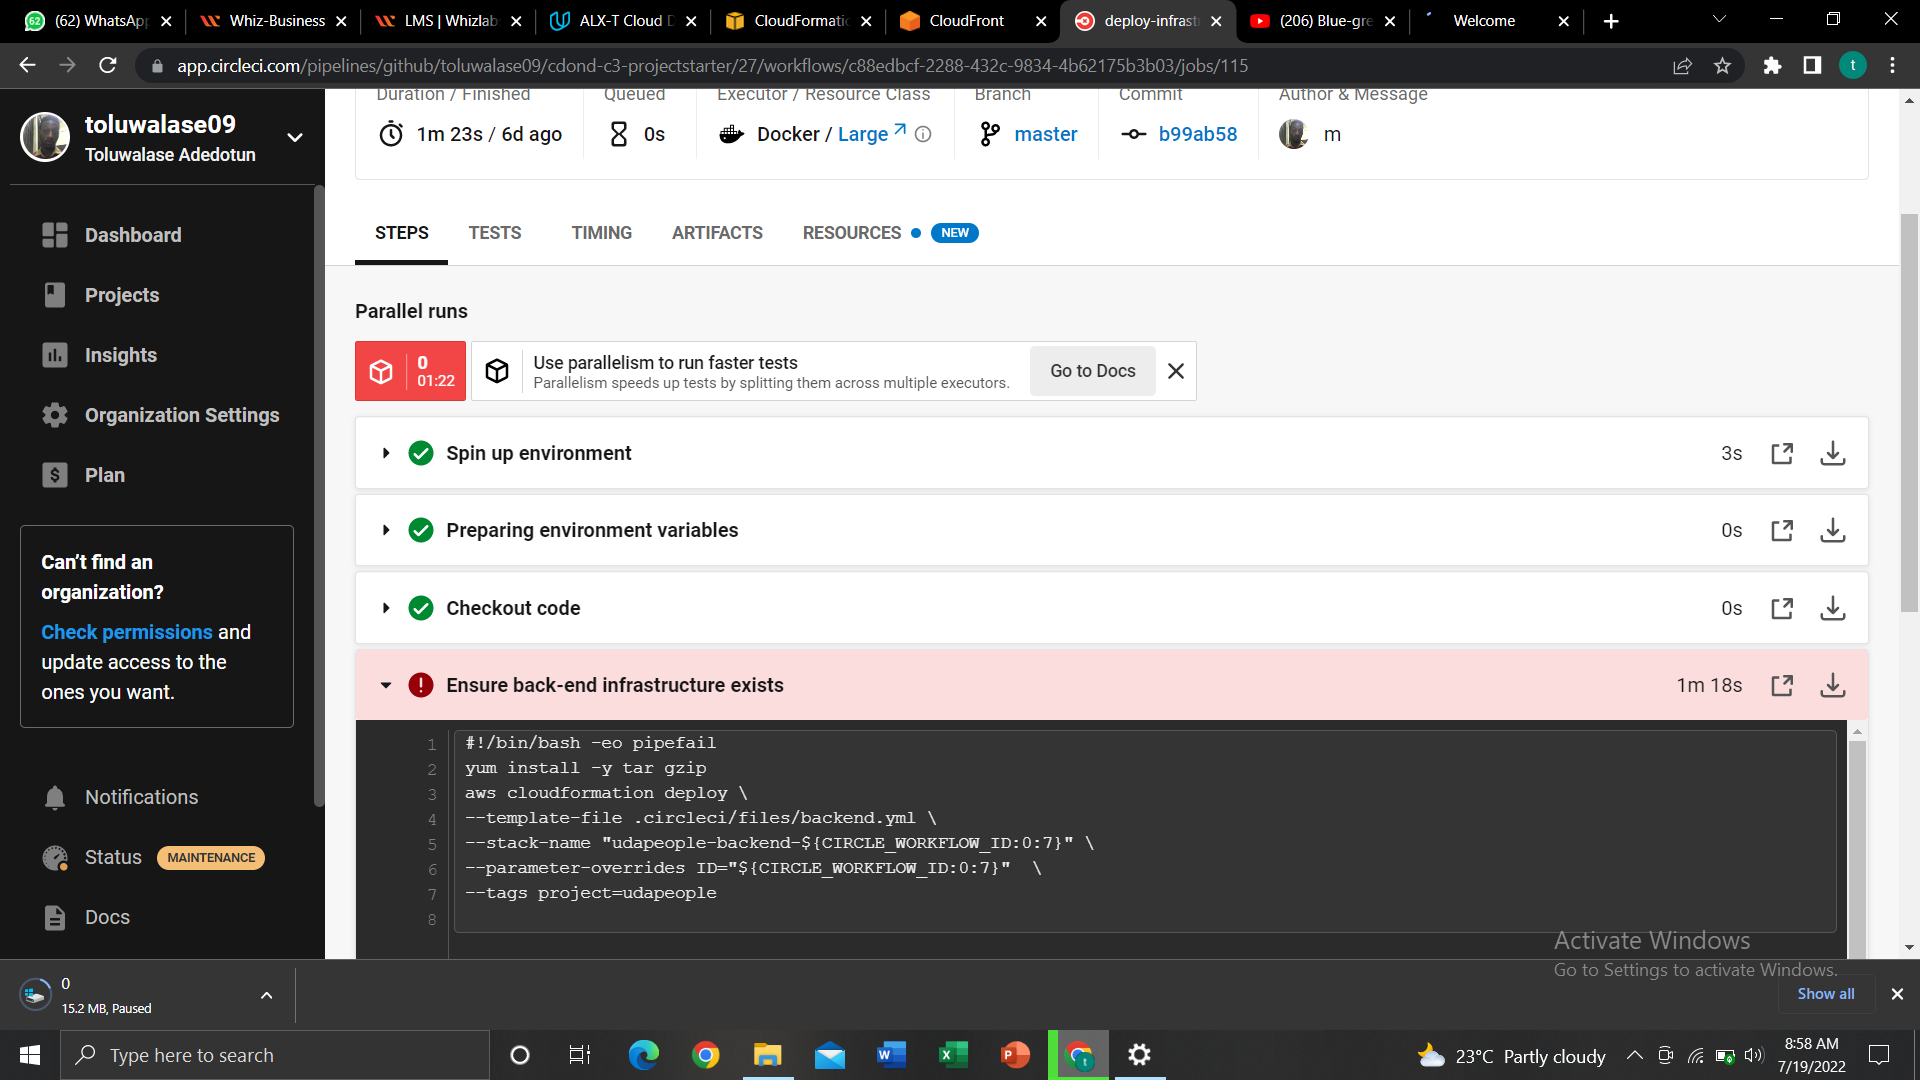 62
(62) WhatsApp
Whiz-Business
LMS | Whizlab
ALX-T Cloud D
CloudFormatic
CloudFront
deploy-infrast
(206) Blue-gre
Welcome
app.circleci.com/pipelines/github/toluwalase09/cdond-c3-projectstarter/27/workflows/c88edbcf-2288-432c-9834-4b62175b3b03/jobs/115
t
toluwalase09
Toluwalase Adedotun
Dashboard
Projects
Insights
Organization Settings
Plan
Can't find an
organization?
Check permissions and
update access to the
ones you want.
Notifications
Status MAINTENANCE
Docs
Duration / Finished
Queued
Executor / Resource Class
Branch
Commit
Author & Message
1m 23s / 6d ago
0s
Docker / Large
master
b99ab58
m
STEPS
TESTS
TIMING
ARTIFACTS
RESOURCES
NEW
Parallel runs
0
01:22
Use parallelism to run faster tests
Parallelism speeds up tests by splitting them across multiple executors.
Go to Docs
Spin up environment
3s
Preparing environment variables
0s
Checkout code
0s
Ensure back-end infrastructure exists
1m 18s
1 #!/bin/bash -eo pipefail
2 yum install -y tar gzip
3 aws cloudformation deploy \
4 --template-file .circleci/files/backend.yml \
5 --stack-name "udapeople-backend-${CIRCLE_WORKFLOW_ID:0:7}" \
6 --parameter-overrides ID="${CIRCLE_WORKFLOW_ID:0:7}"  \
7 --tags project=udapeople
8
Activate Windows
Go to Settings to activate Windows.
0
15.2 MB, Paused
Show all
Type here to search
23°C Partly cloudy
8:58 AM
7/19/2022